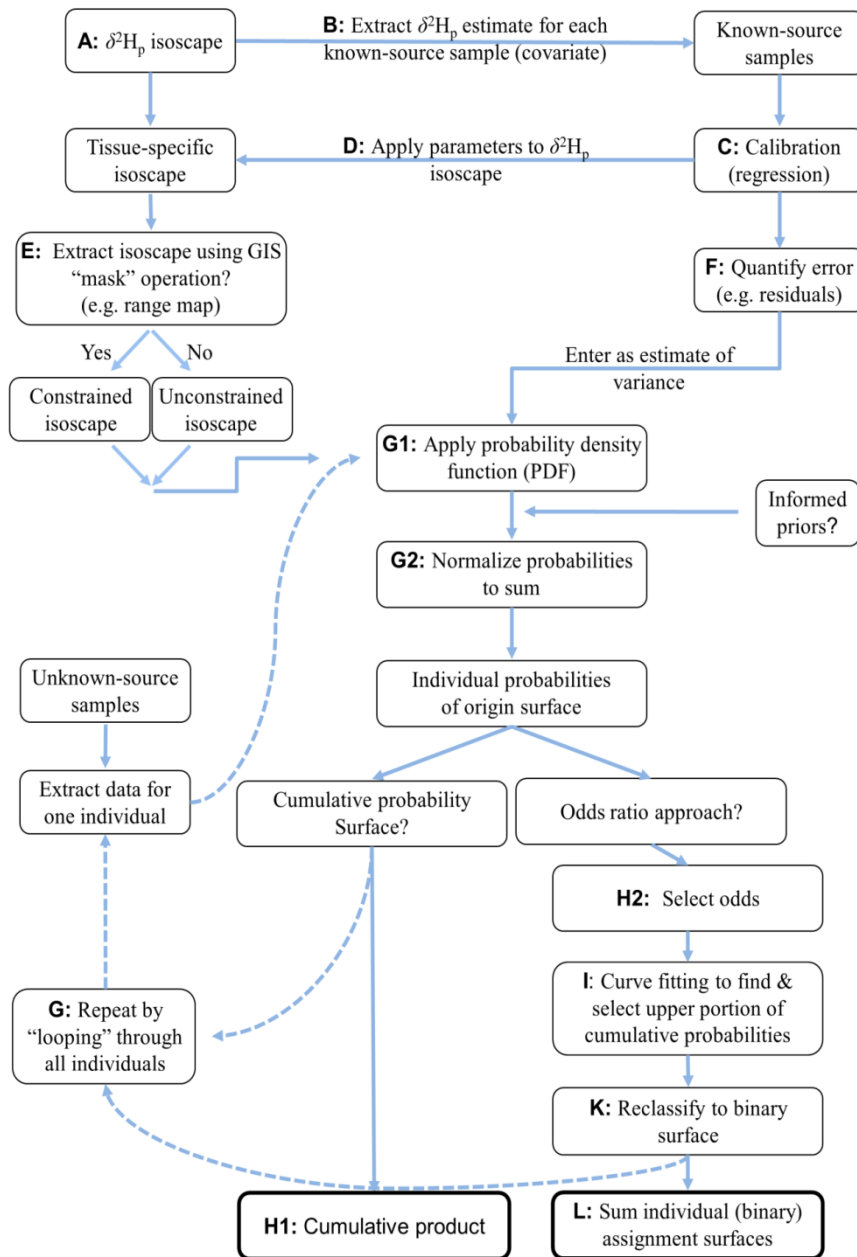 A: δ²Hp isoscape
B: Extract δ²Hp estimate for each
known-source sample (covariate)
Known-source
samples
Tissue-specific
isoscape
D: Apply parameters to δ²Hp
isoscape
C: Calibration
(regression)
E: Extract isoscape using GIS
“mask” operation?
(e.g. range map)
F: Quantify error
(e.g. residuals)
Yes
No
Enter as estimate of
variance
Constrained
isoscape
Unconstrained
isoscape
G1: Apply probability density
function (PDF)
Informed
priors?
G2: Normalize probabilities
to sum
Unknown-source
samples
Individual probabilities
of origin surface
Extract data for
one individual
Cumulative probability
Surface?
Odds ratio approach?
H2: Select odds
I: Curve fitting to find &
select upper portion of
cumulative probabilities
G: Repeat by
“looping” through
all individuals
K: Reclassify to binary
surface
H1: Cumulative product
L: Sum individual (binary)
assignment surfaces